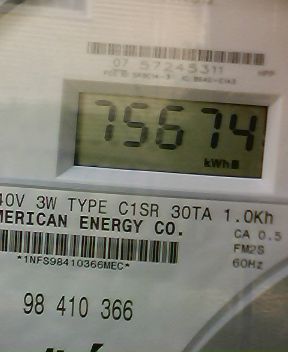 07 57245311
75674
kWh
40V 3W TYPE C1SR 30TA 1.0Kh
MERICAN ENERGY CO.
CA 0.5
FM2S
60Hz
*1NFS98410366MEC*
98 410 366